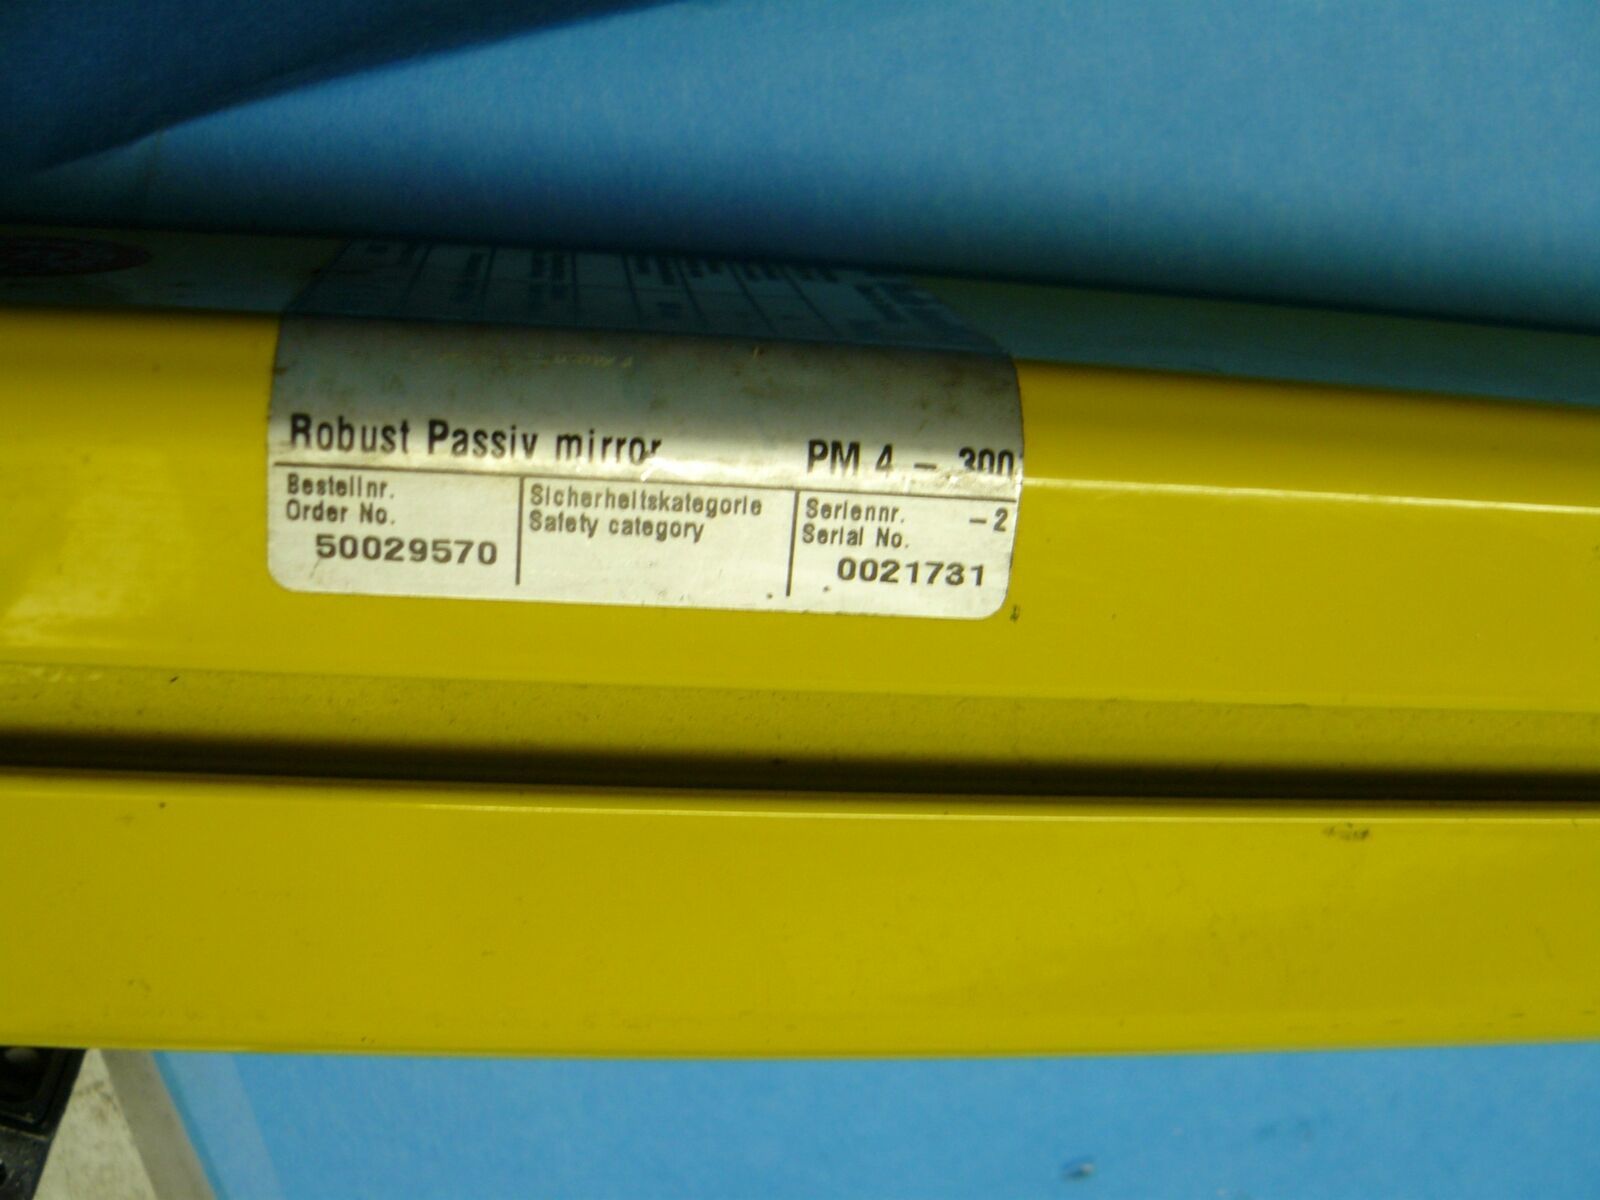 Robust Passiv mirror PM 4 - 300
Bestellnr.
Order No.
50029570
Sicherheitskategorie
Safety category
Seriennr. -2
Serial No.
0021731